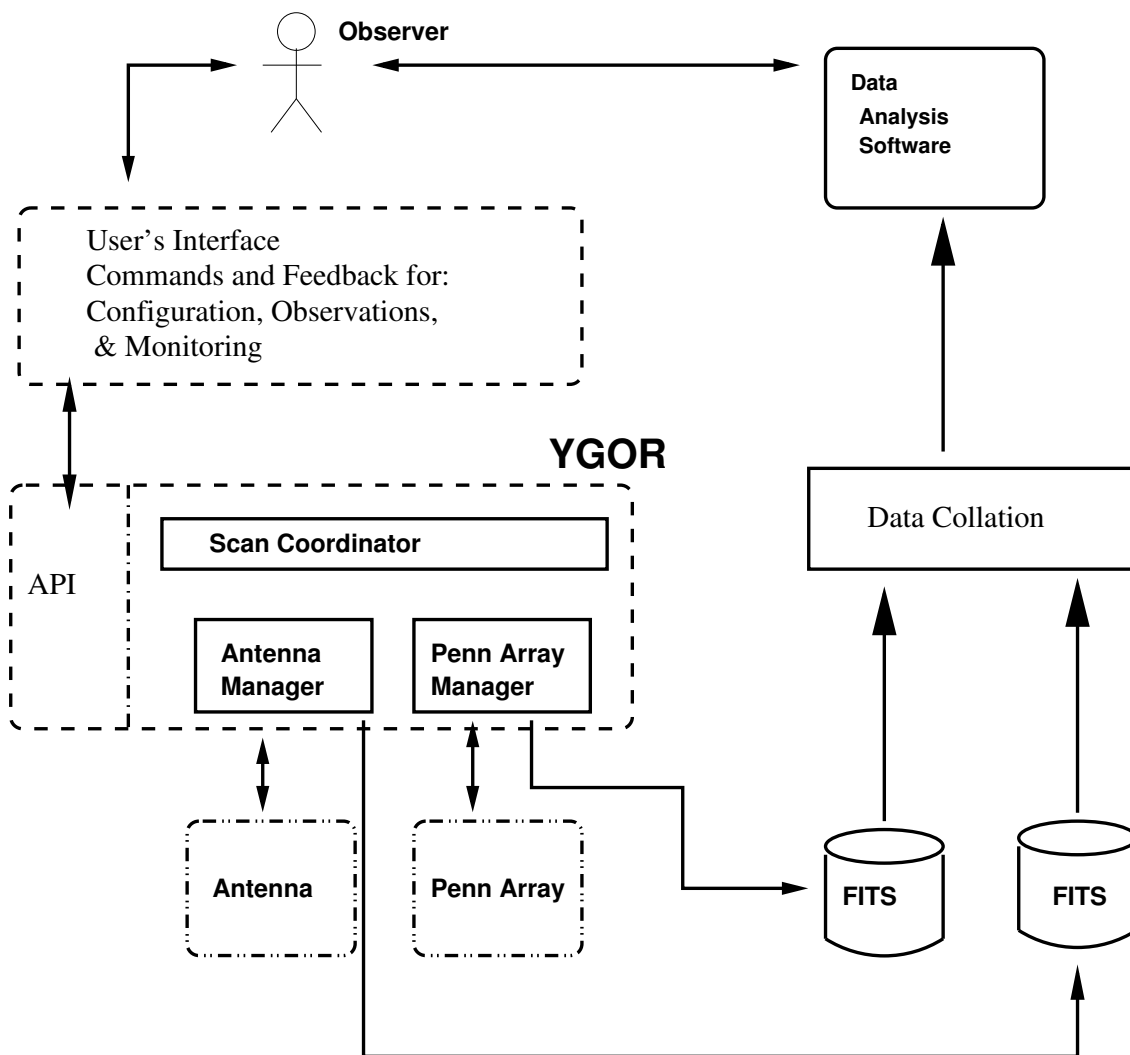 Observer
Data
Analysis
Software
User's Interface
Commands and Feedback for:
Configuration, Observations,
& Monitoring
YGOR
API
Scan Coordinator
Antenna
Manager
Penn Array
Manager
Data Collation
Antenna
Penn Array
FITS
FITS